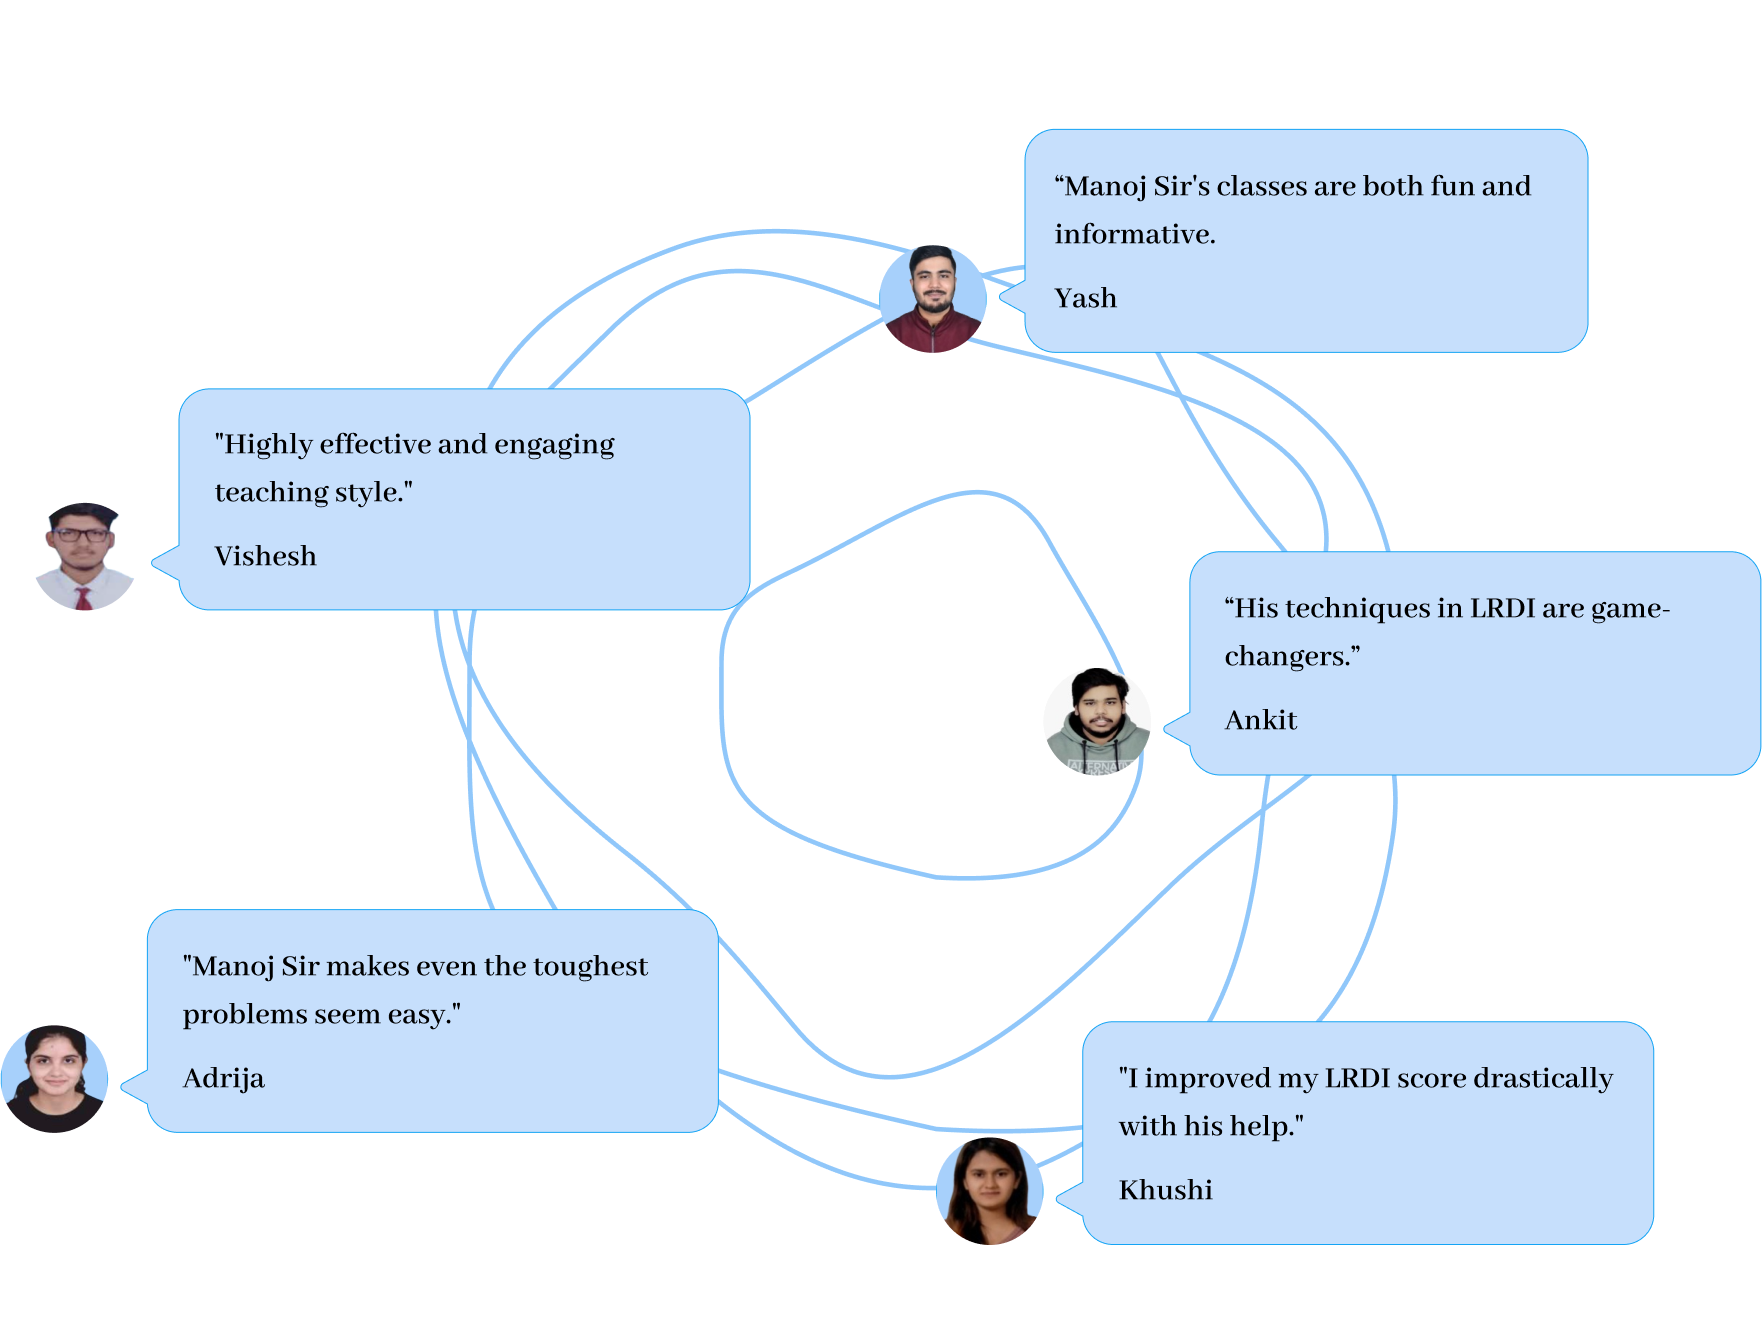 “Manoj Sir's classes are both fun and
informative.
Yash
"Highly effective and engaging
teaching style."
Vishesh
“His techniques in LRDI are game-
changers.”
Ankit
"Manoj Sir makes even the toughest
problems seem easy."
Adrija
"I improved my LRDI score drastically
with his help."
Khushi